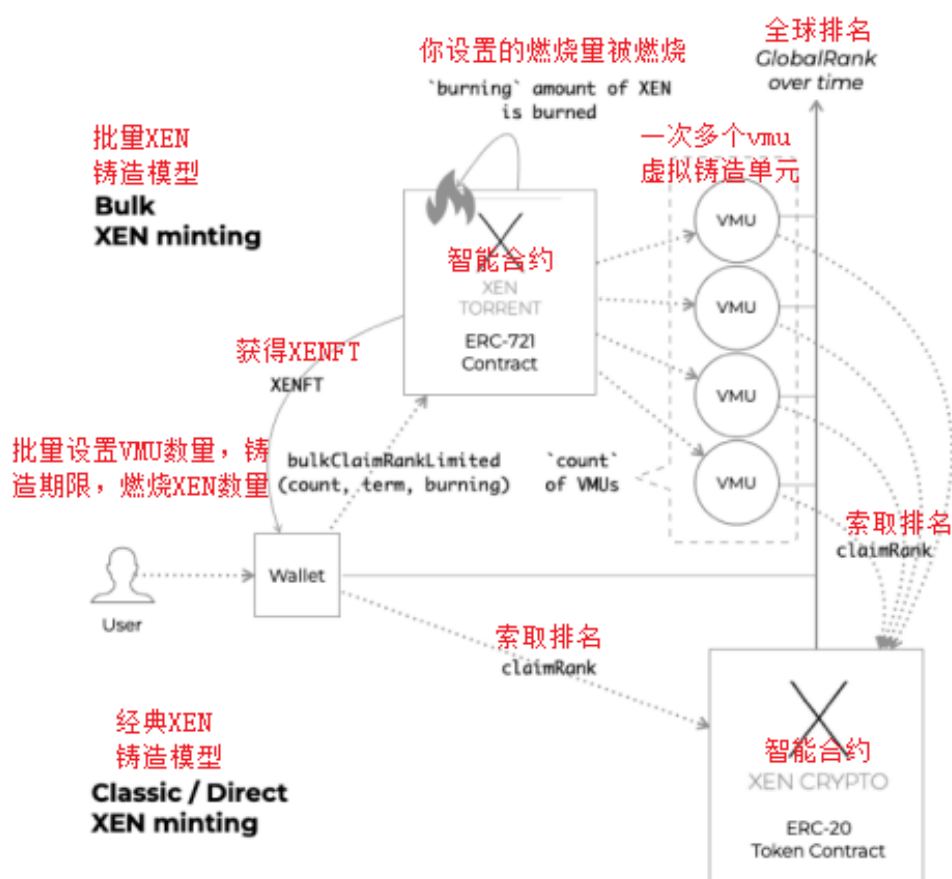 全球排名
GlobalRank
over time
你设置的燃烧量被燃烧
`burning` amount of XEN
is burned
一次多个vmu
虚拟铸造单元
批量XEN
铸造模型
Bulk
XEN minting
VMU
智能合约
XEN
TORRENT
ERC-721
Contract
VMU
获得XENFT
XENFT
VMU
批量设置VMU数量，铸
造期限，燃烧XEN数量
bulkClaimRankLimited
(count, term, burning)
`count`
of VMUs
VMU
索取排名
claimRank
Wallet
User
索取排名
claimRank
经典XEN
铸造模型
Classic / Direct
XEN minting
智能合约
XEN CRYPTO
ERC-20
Token Contract